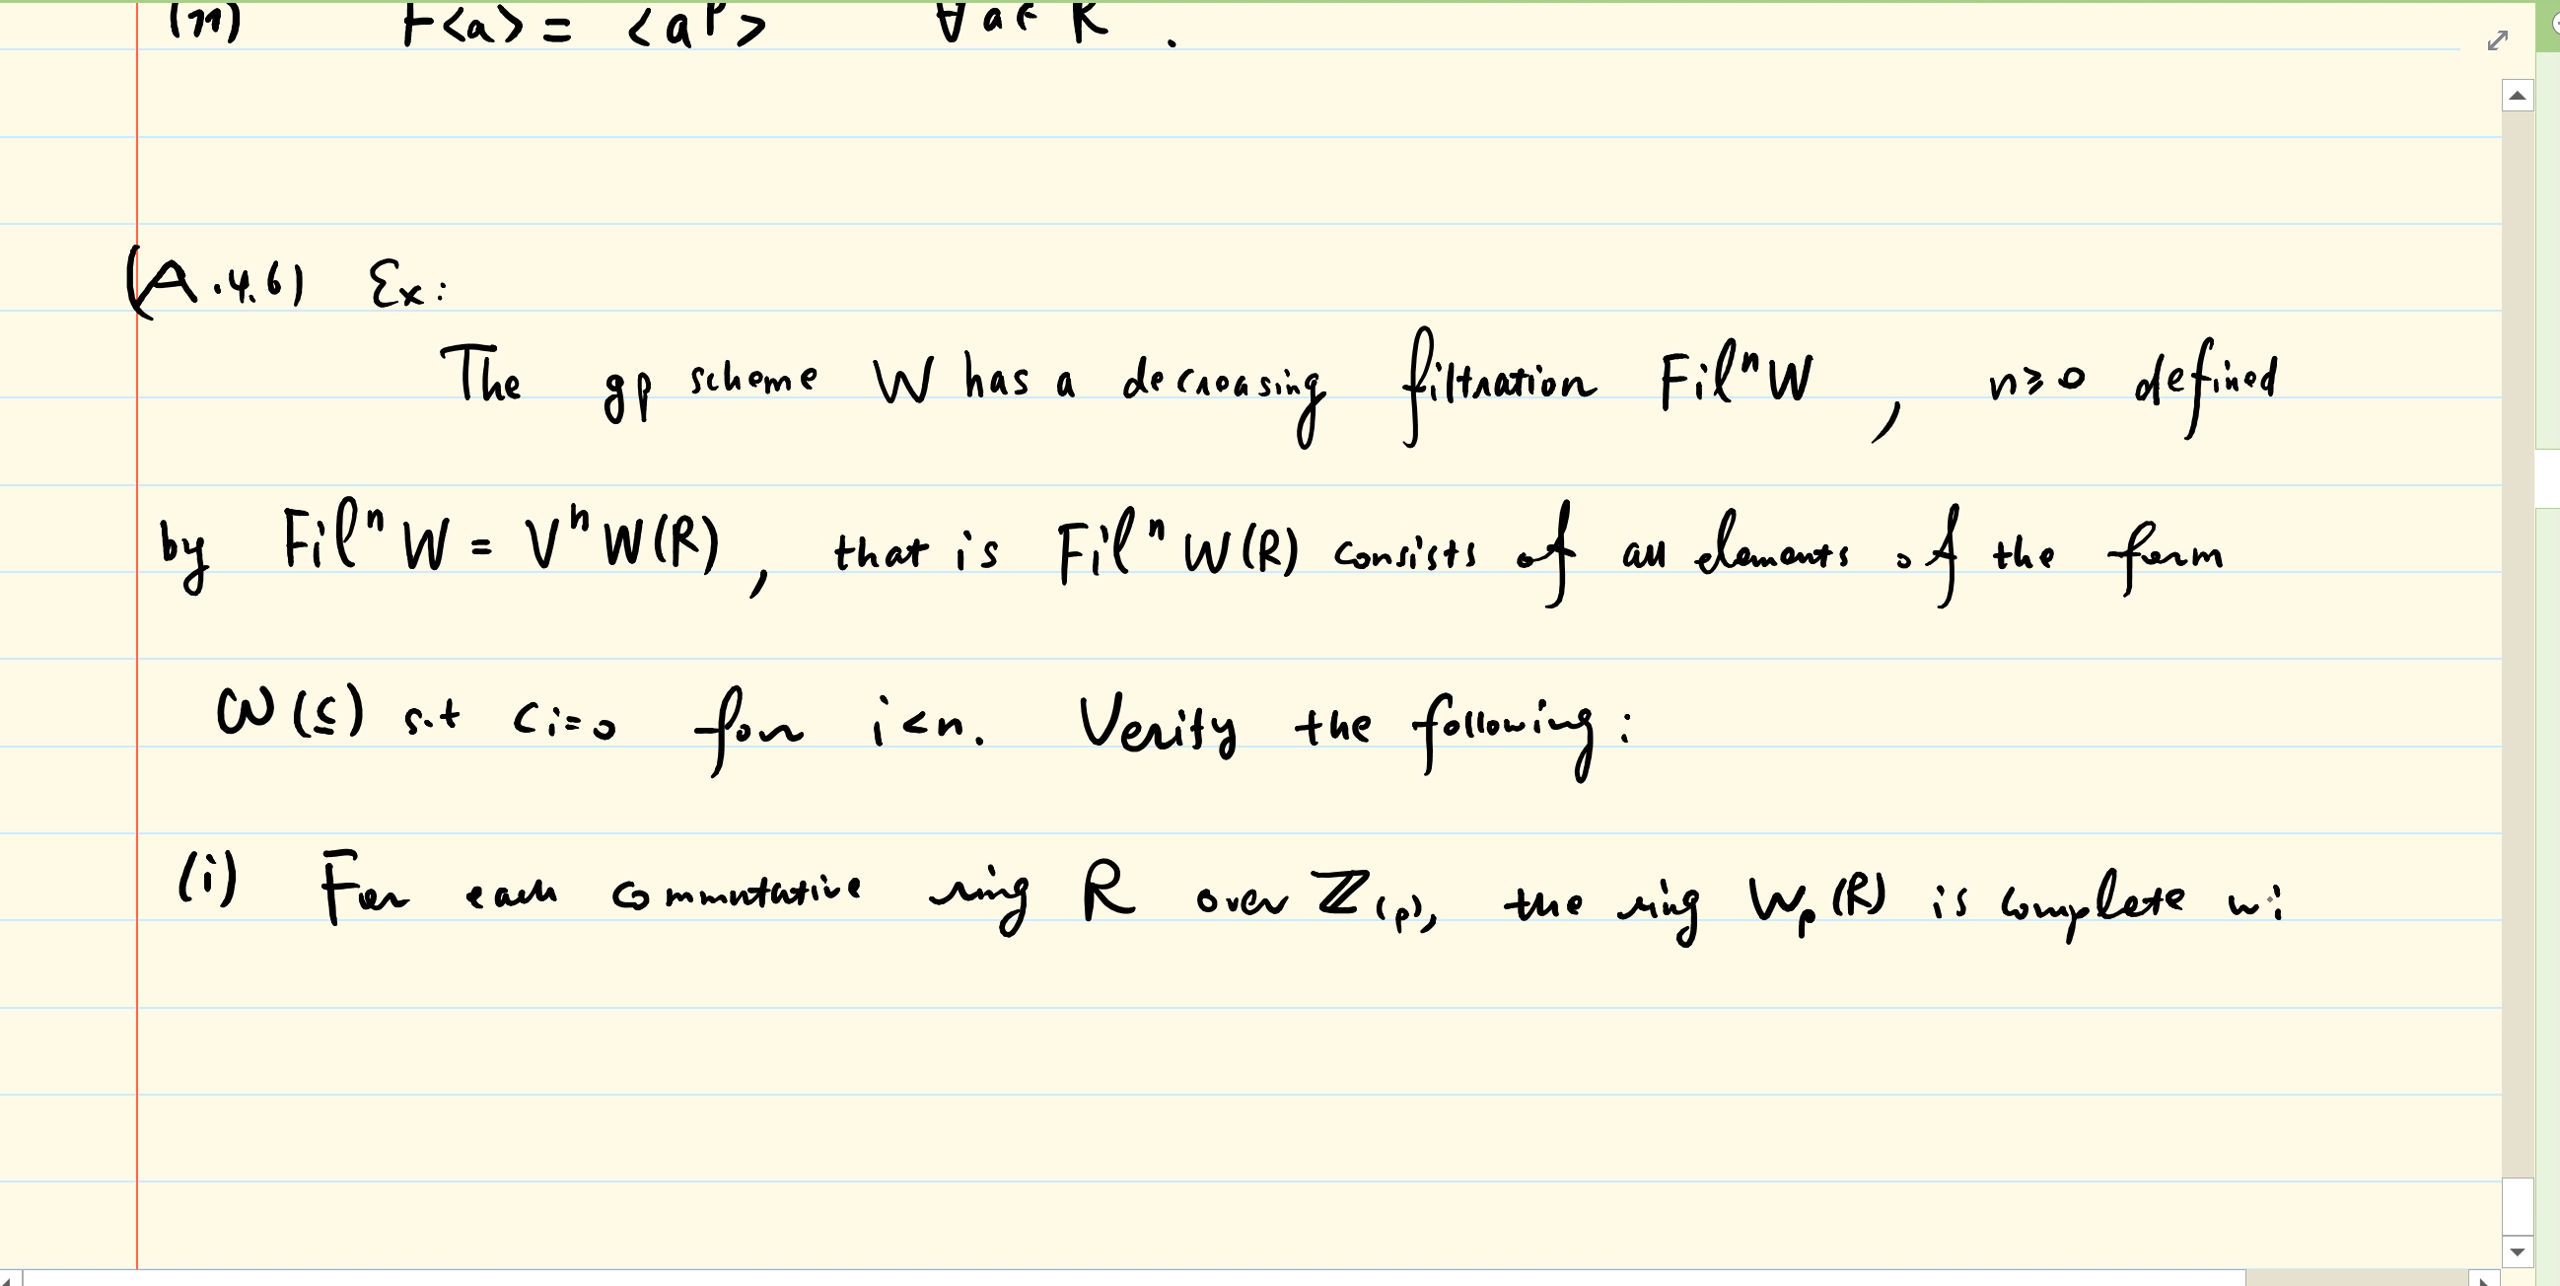 (n) F<a> = <a^p> ∀ a ∈ R .
(A.4.6) Ex:
The gp scheme W has a decreasing filtration Fil^n W , n≥0 defined
by Fil^n W = V^n W(R) , that is Fil^n W(R) consists of all elements of the form
ω(c) s.t c_i=0 for i<n. Verity the following:
(i) For each commutative ring R over ℤ_(p), the ring W_p(R) is complete wi